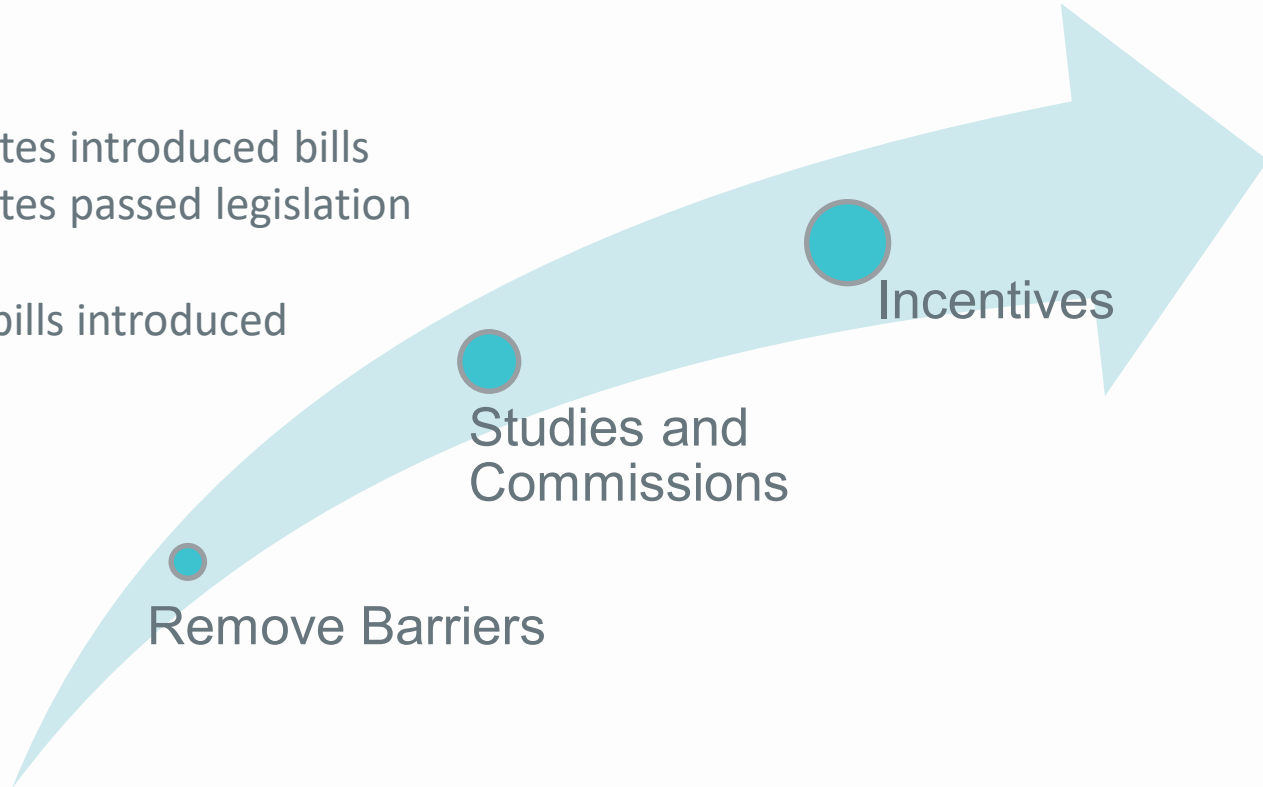 tes introduced bills
tes passed legislation
bills introduced
Incentives
Studies and
Commissions
Remove Barriers